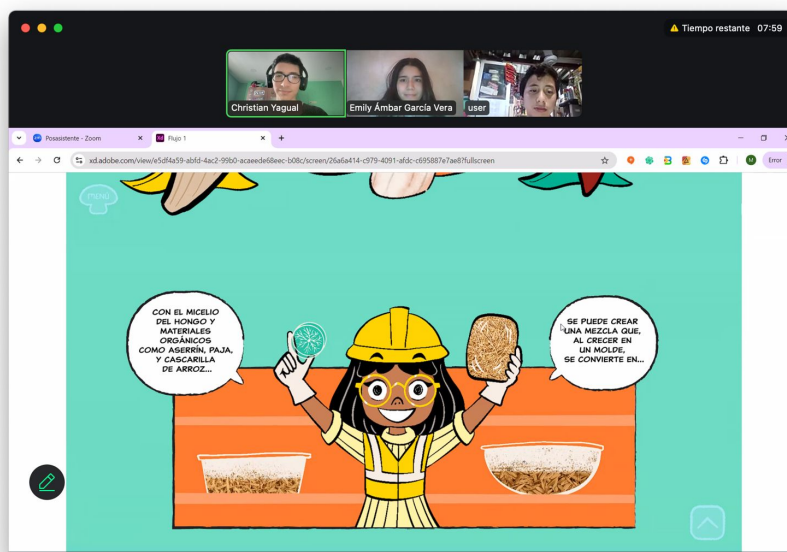 Tiempo restante 07:59
Christian Yagual
Emily Ámbar García Vera
user
Posasistente - Zoom
Xd
Flujo 1
xd.adobe.com/view/e5df4a59-abfd-4ac2-99b0-acaeede68eec-b08c/screen/26a6a414-c979-4091-afdc-c695887e7ae8?fullscreen
M
Error
MENÚ
CON EL MICELIO
DEL HONGO Y
MATERIALES
ORGÁNICOS
COMO ASERRÍN, PAJA,
Y CASCARILLA
DE ARROZ...
SE PUEDE CREAR
UNA MEZCLA QUE,
AL CRECER EN
UN MOLDE,
SE CONVIERTE EN...